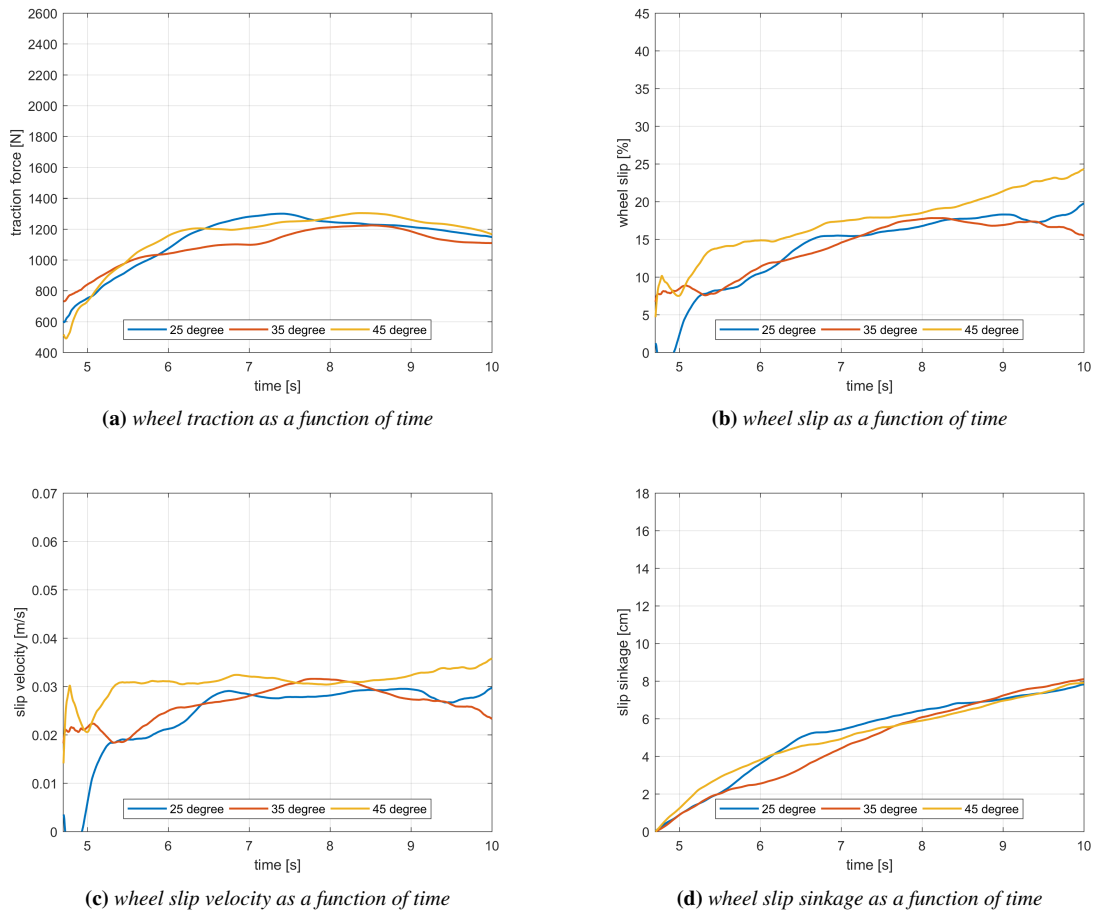 2600
2400
2200
2000
1800
1600
1400
1200
1000
800
600
400
traction force [N]
25 degree 35 degree 45 degree
5 6 7 8 9 10
time [s]
(a) wheel traction as a function of time
45
40
35
30
25
20
15
10
5
0
wheel slip [%]
25 degree 35 degree 45 degree
5 6 7 8 9 10
time [s]
(b) wheel slip as a function of time
0.07
0.06
0.05
0.04
0.03
0.02
0.01
0
slip velocity [m/s]
25 degree 35 degree 45 degree
5 6 7 8 9 10
time [s]
(c) wheel slip velocity as a function of time
18
16
14
12
10
8
6
4
2
0
slip sinkage [cm]
25 degree 35 degree 45 degree
5 6 7 8 9 10
time [s]
(d) wheel slip sinkage as a function of time